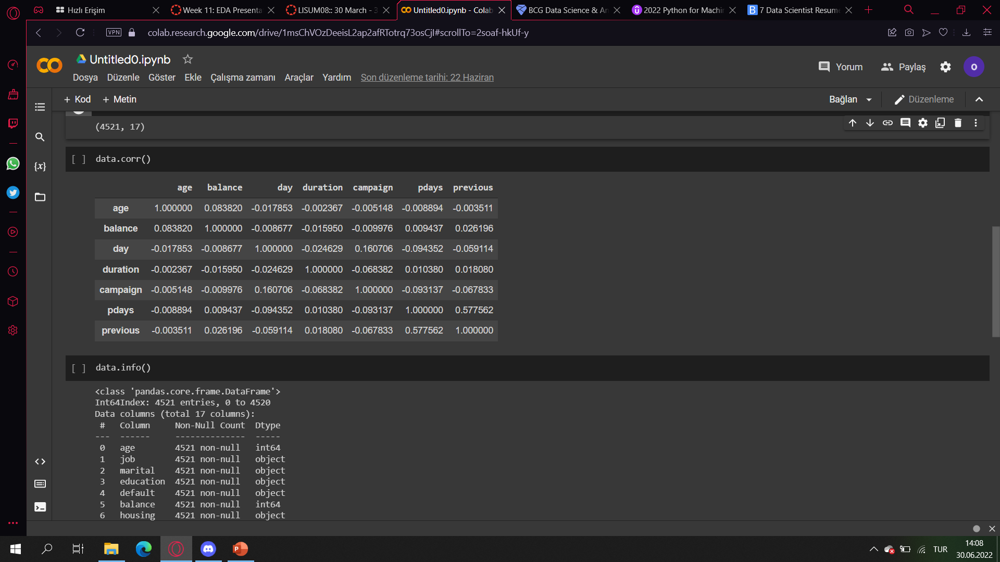 Hızlı Erişim
Week 11: EDA Presenta
LISUM08:: 30 March - 3
Untitled0.ipynb - Colab
BCG Data Science & An
2022 Python for Machin
7 Data Scientist Resume
VPN
colab.research.google.com/drive/1msChVOzDeeisL2ap2afRTotrq73osCjI#scrollTo=2soaf-hkUf-y
Untitled0.ipynb
Yorum Paylaş o
Dosya Düzenle Göster Ekle Çalışma zamanı Araçlar Yardım Son düzenleme tarihi: 22 Haziran
+ Kod + Metin Bağlan Düzenleme
(4521, 17)
[ ] data.corr()
age balance day duration campaign pdays previous
age 1.000000 0.083820 -0.017853 -0.002367 -0.005148 -0.008894 -0.003511
balance 0.083820 1.000000 -0.008677 -0.015950 -0.009976 0.009437 0.026196
day -0.017853 -0.008677 1.000000 -0.024629 0.160706 -0.094352 -0.059114
duration -0.002367 -0.015950 -0.024629 1.000000 -0.068382 0.010380 0.018080
campaign -0.005148 -0.009976 0.160706 -0.068382 1.000000 -0.093137 -0.067833
pdays -0.008894 0.009437 -0.094352 0.010380 -0.093137 1.000000 0.577562
previous -0.003511 0.026196 -0.059114 0.018080 -0.067833 0.577562 1.000000
[ ] data.info()
<class 'pandas.core.frame.DataFrame'>
Int64Index: 4521 entries, 0 to 4520
Data columns (total 17 columns):
# Column Non-Null Count Dtype
--- ------ -------------- -----
0 age 4521 non-null int64
1 job 4521 non-null object
2 marital 4521 non-null object
3 education 4521 non-null object
4 default 4521 non-null object
5 balance 4521 non-null int64
6 housing 4521 non-null object
TUR
14:08
30.06.2022